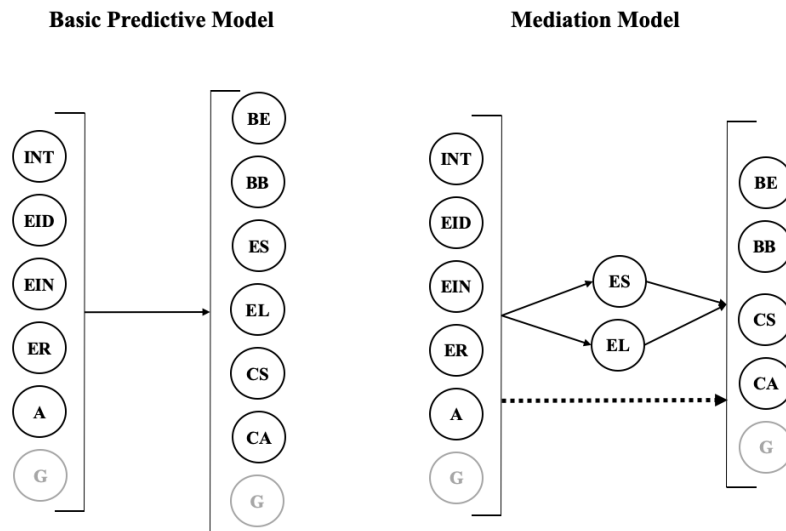 Basic Predictive Model
INT
EID
EIN
ER
A
G
BE
BB
ES
EL
CS
CA
G
Mediation Model
INT
EID
EIN
ER
A
G
ES
EL
BE
BB
CS
CA
G